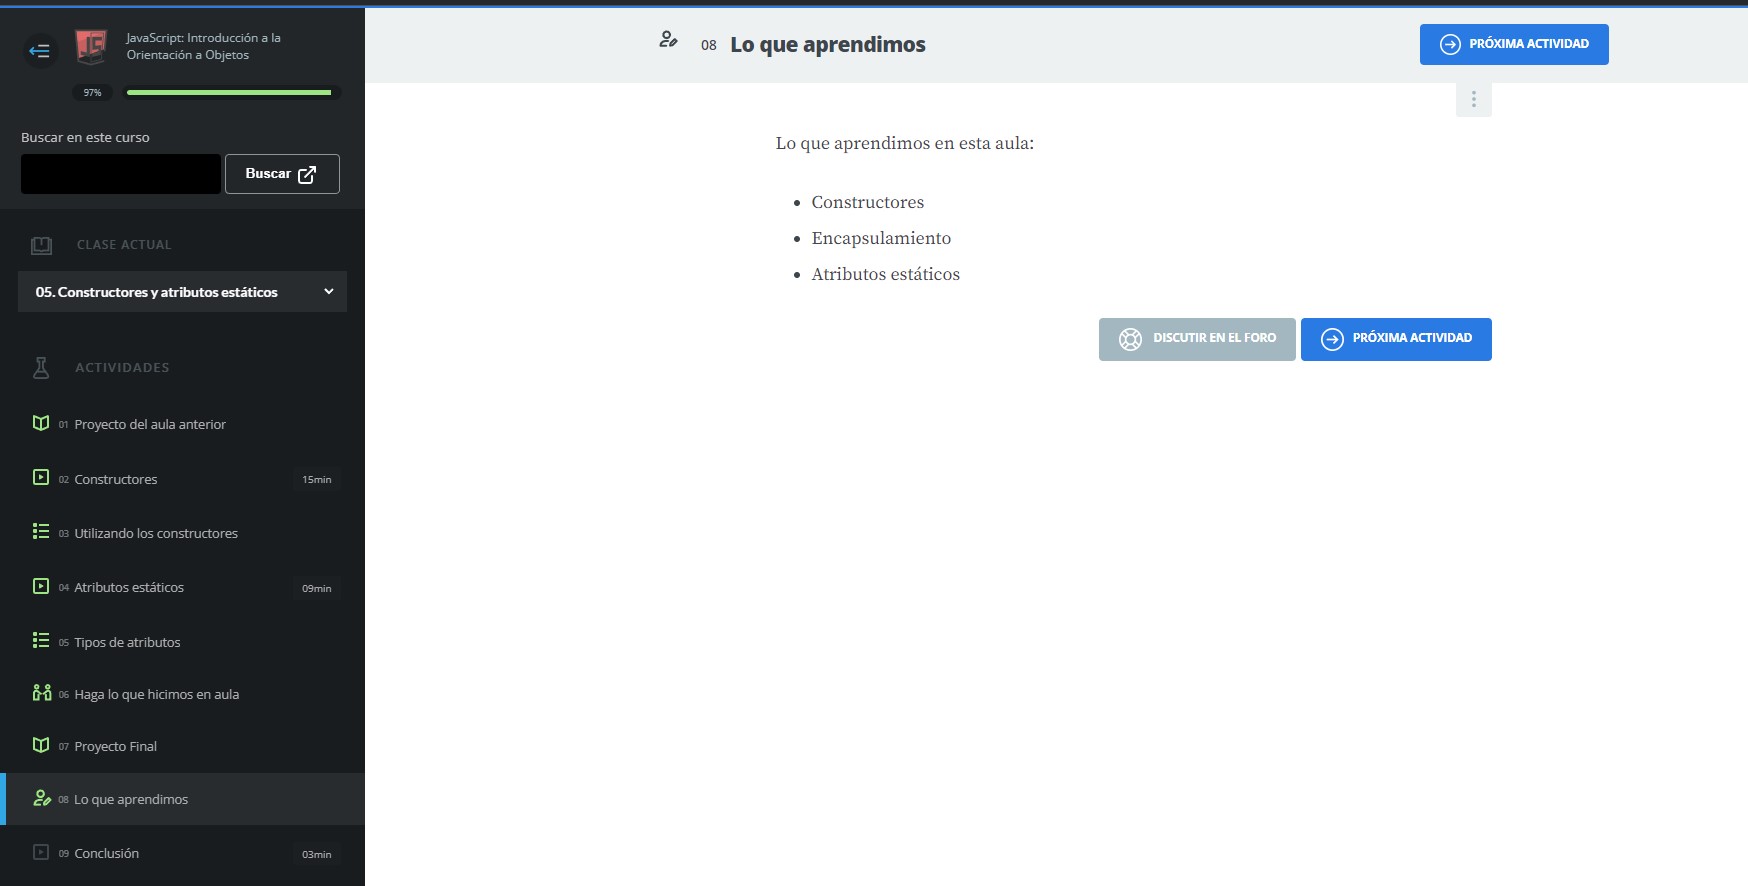 JavaScript: Introducción a la
Orientación a Objetos
97%
Buscar en este curso
Buscar
CLASE ACTUAL
05. Constructores y atributos estáticos
ACTIVIDADES
01 Proyecto del aula anterior
02 Constructores 15min
03 Utilizando los constructores
04 Atributos estáticos 09min
05 Tipos de atributos
06 Haga lo que hicimos en aula
07 Proyecto Final
08 Lo que aprendimos
09 Conclusión 03min
08 Lo que aprendimos
PRÓXIMA ACTIVIDAD
Lo que aprendimos en esta aula:
• Constructores
• Encapsulamiento
• Atributos estáticos
DISCUTIR EN EL FORO
PRÓXIMA ACTIVIDAD